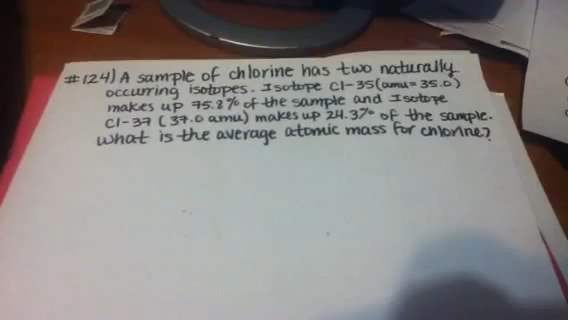 #124) A sample of chlorine has two naturally
occurring isotopes. Isotope Cl-35 (amu=35.0)
makes up 75.8% of the sample and Isotope
Cl-37 (37.0 amu) makes up 24.3% of the sample.
What is the average atomic mass for chlorine?